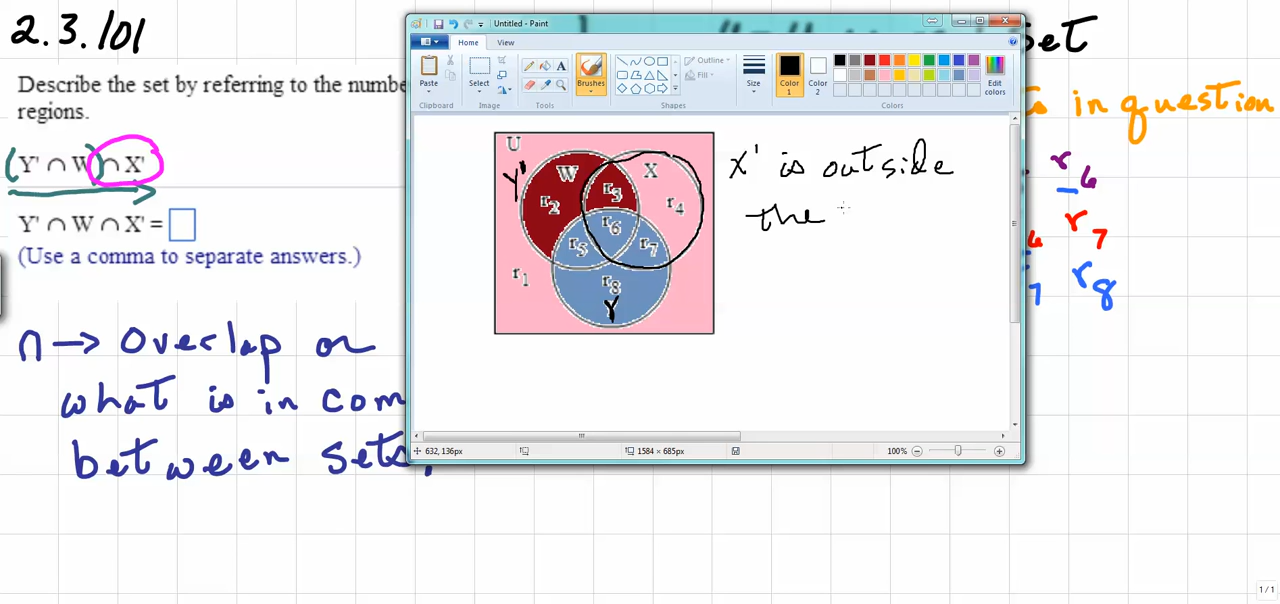 2.3.101
Describe the set by referring to the numbe
regions.
(Y' ∩ W) ∩ X'
Y' ∩ W ∩ X' =
(Use a comma to separate answers.)
∩ → Overlap or
what is in com
between sets.
Untitled - Paint
Home View
Paste
Select
Brushes
Outline
Fill
Size
Color 1
Color 2
Edit colors
Clipboard Image Tools Shapes Colors
U
W
X
Y'
r3
r2
r4
r6
r5
r7
r1
r8
Y
X' is outside
the
632, 136px
1584 × 685px
100%
set
in question
r6
r7
7 r8
1/1